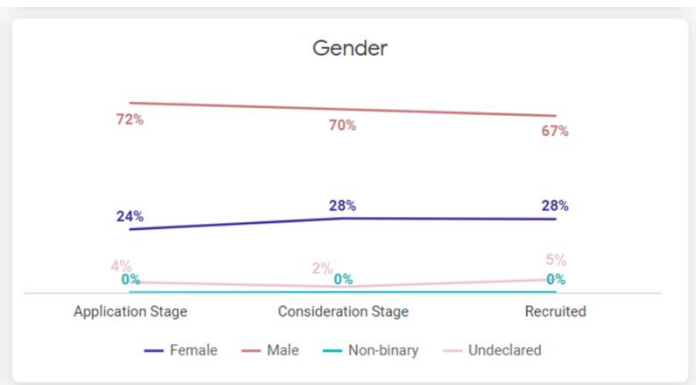 Gender
72%
70%
67%
24%
28%
28%
4%
2%
5%
0%
0%
0%
Application Stage
Consideration Stage
Recruited
Female
Male
Non-binary
Undeclared